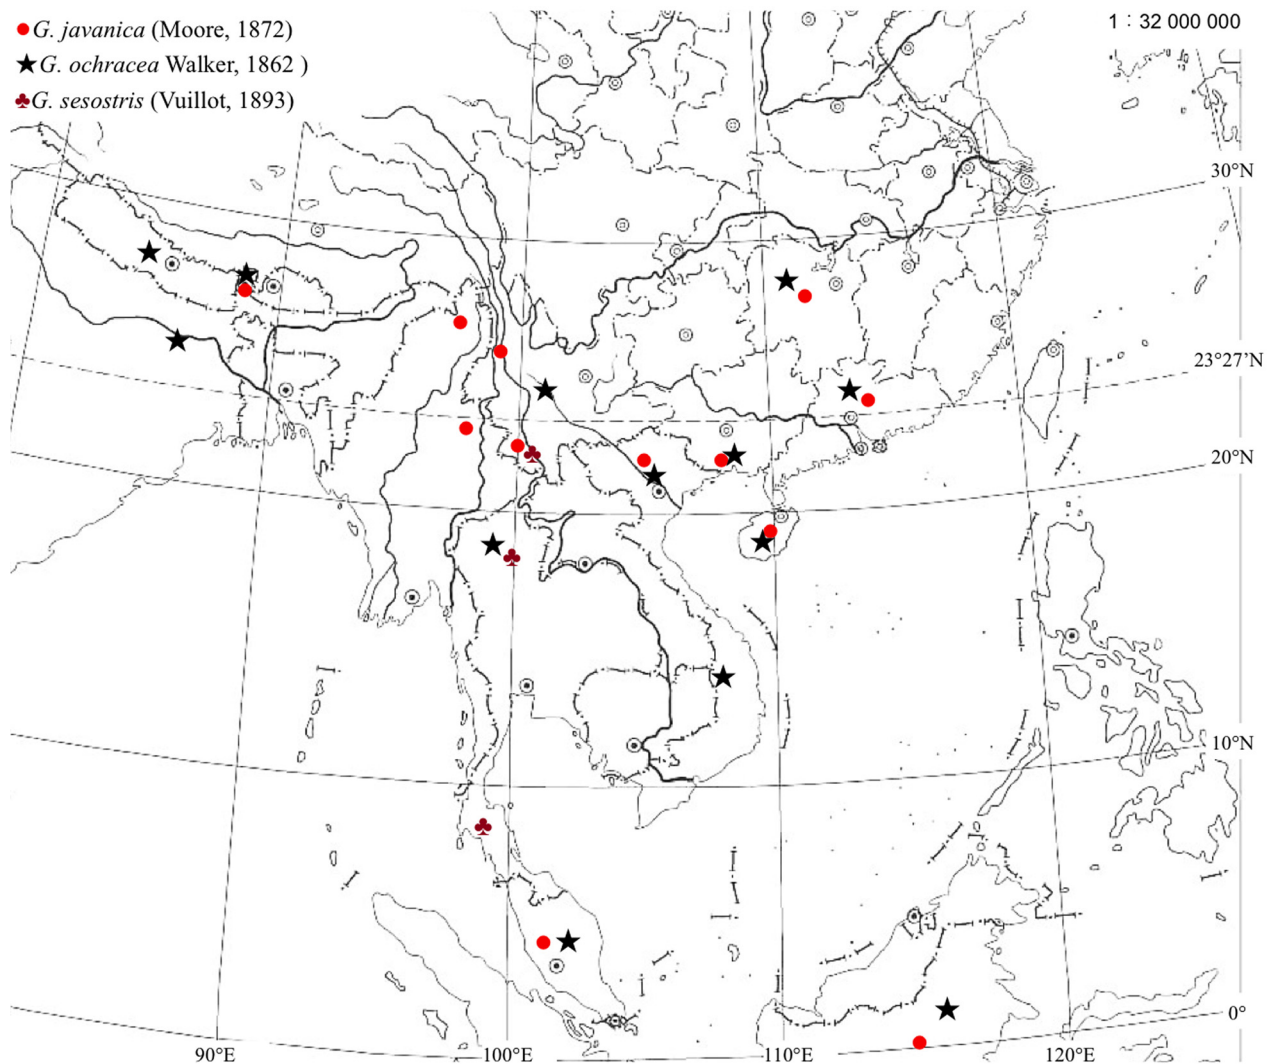 G. javanica (Moore, 1872)
G. ochracea Walker, 1862 )
G. sesostris (Vuillot, 1893)
1 : 32 000 000
30°N
23°27'N
20°N
10°N
0°
90°E
100°E
110°E
120°E